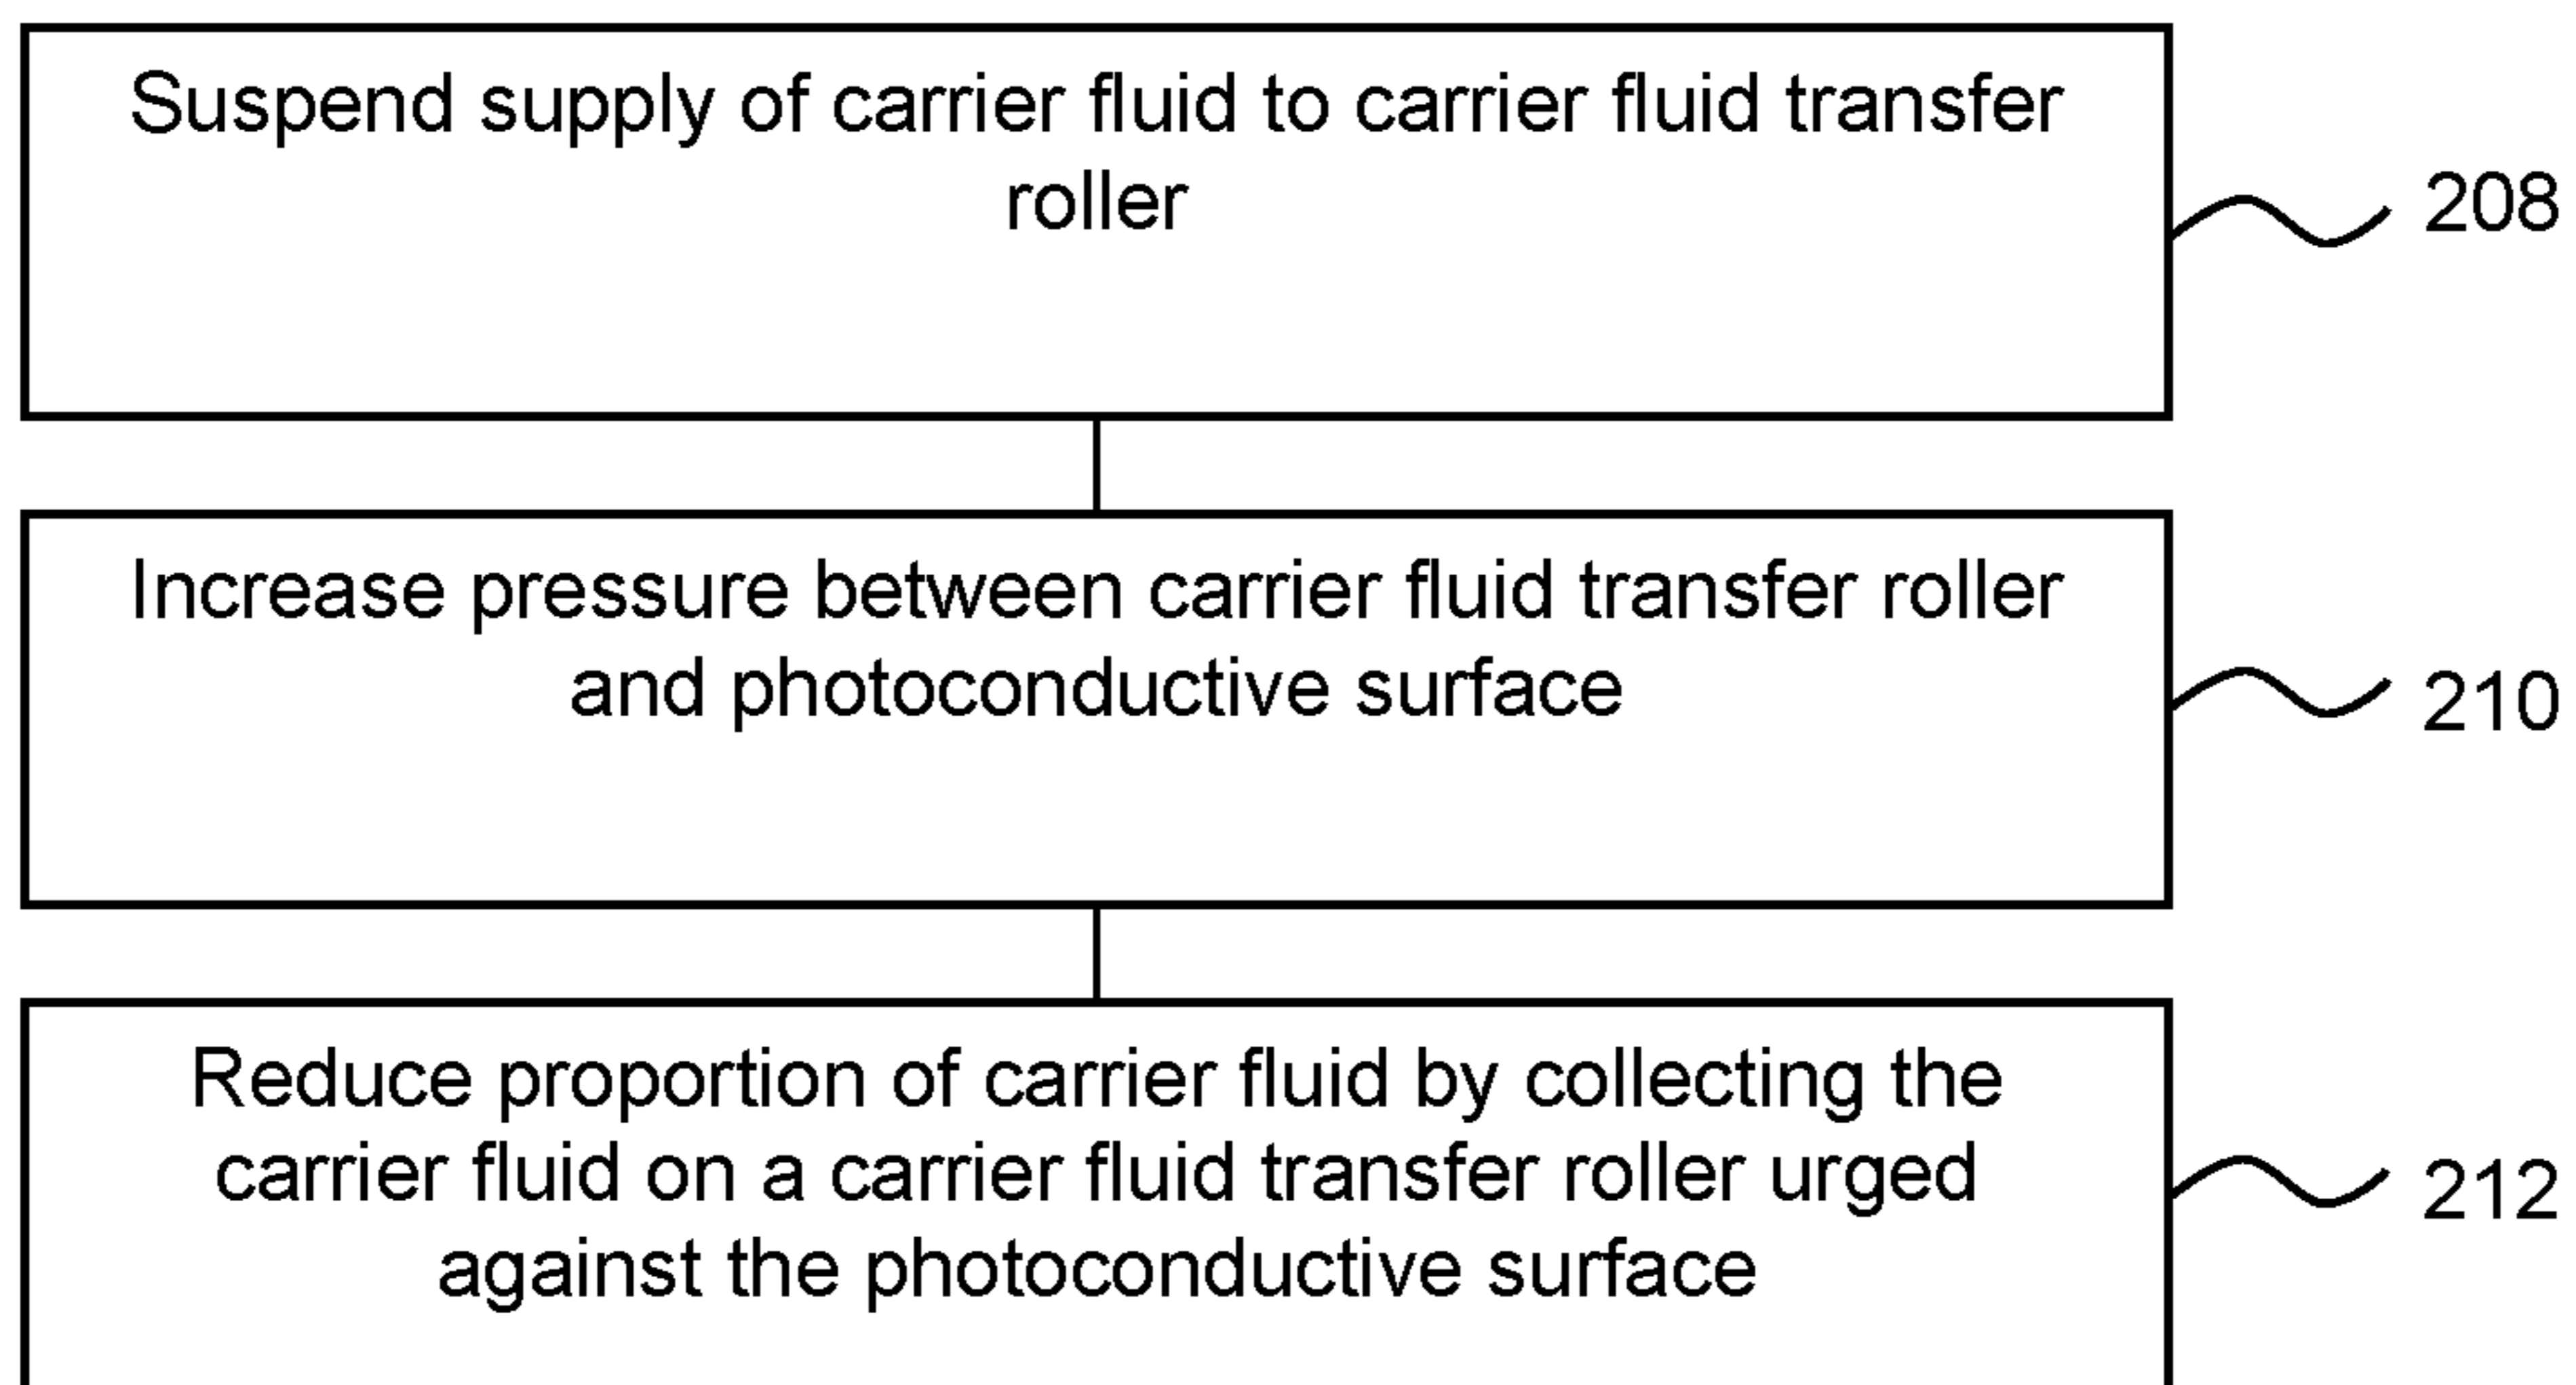 Suspend supply of carrier fluid to carrier fluid transfer
roller
208
Increase pressure between carrier fluid transfer roller
and photoconductive surface
210
Reduce proportion of carrier fluid by collecting the
carrier fluid on a carrier fluid transfer roller urged
against the photoconductive surface
212